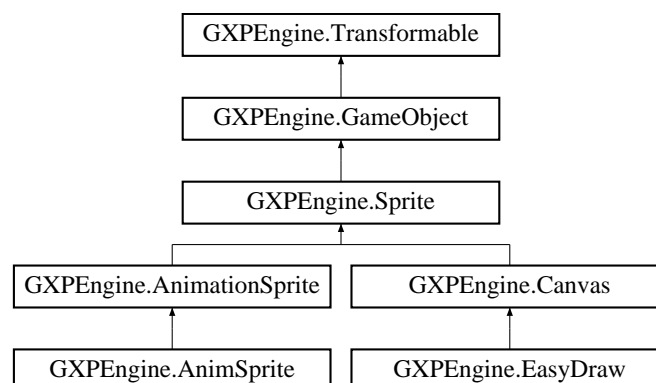 GXPEngine.Transformable
GXPEngine.GameObject
GXPEngine.Sprite
GXPEngine.AnimationSprite
GXPEngine.Canvas
GXPEngine.AnimSprite
GXPEngine.EasyDraw